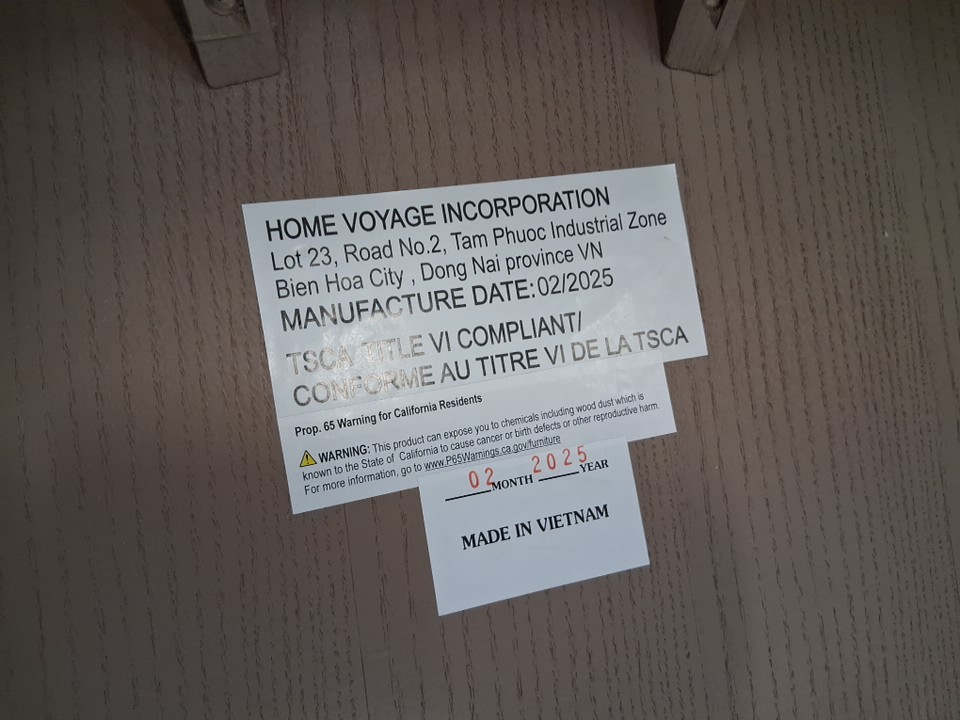 HOME VOYAGE INCORPORATION
Lot 23, Road No.2, Tam Phuoc Industrial Zone
Bien Hoa City , Dong Nai province VN
MANUFACTURE DATE: 02/2025
TSCA TITLE VI COMPLIANT/
CONFORME AU TITRE VI DE LA TSCA
Prop. 65 Warning for California Residents
WARNING: This product can expose you to chemicals including wood dust which is
known to the State of California to cause cancer or birth defects or other reproductive harm.
For more information, go to www.P65Warnings.ca.gov/furniture
02 MONTH 2025 YEAR
MADE IN VIETNAM